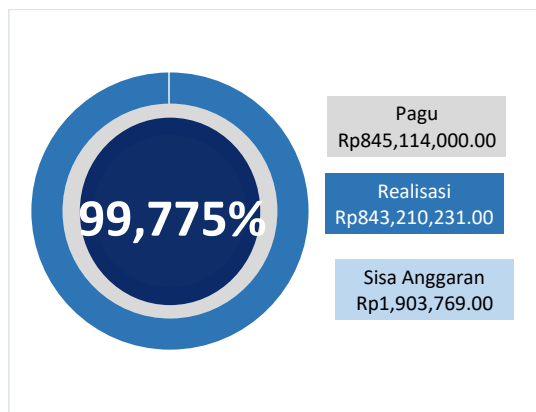 99,775%
Pagu
Rp845,114,000.00
Realisasi
Rp843,210,231.00
Sisa Anggaran
Rp1,903,769.00